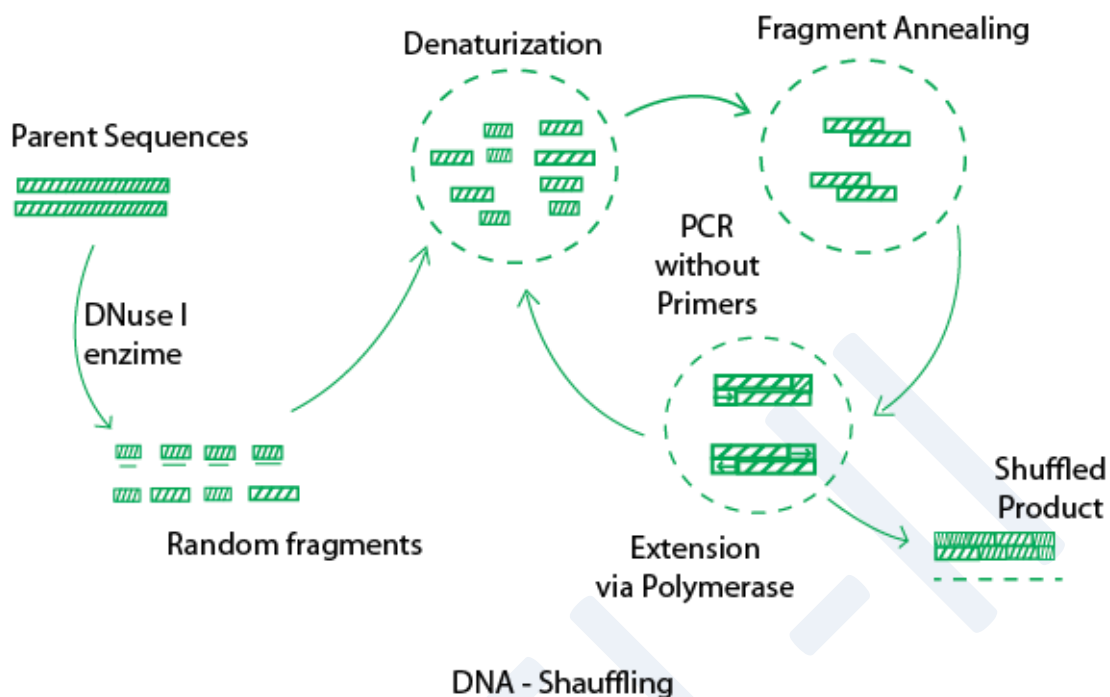 Denaturization
Fragment Annealing
Parent Sequences
PCR
without
Primers
DNuse I
enzime
Random fragments
Extension
via Polymerase
Shuffled
Product
DNA - Shauffling